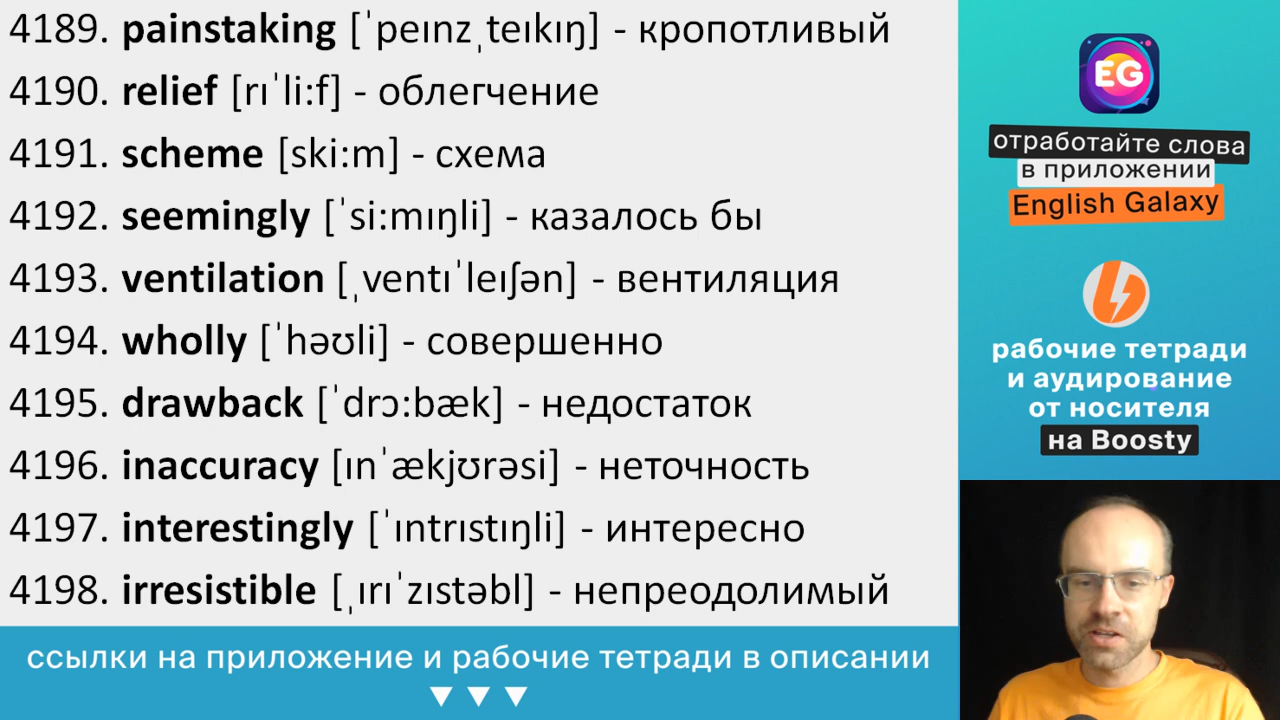 4189. painstaking [ˈpeɪnzˌteɪkɪŋ] - кропотливый
4190. relief [rɪˈli:f] - облегчение
4191. scheme [ski:m] - схема
4192. seemingly [ˈsi:mɪŋli] - казалось бы
4193. ventilation [ˌventɪˈleɪʃən] - вентиляция
4194. wholly [ˈhəʊli] - совершенно
4195. drawback [ˈdrɔ:bæk] - недостаток
4196. inaccuracy [ɪnˈækjʊrəsi] - неточность
4197. interestingly [ˈɪntrɪstɪŋli] - интересно
4198. irresistible [ˌɪrɪˈzɪstəbl] - непреодолимый
ссылки на приложение и рабочие тетради в описании
EG
отработайте слова
в приложении
English Galaxy
рабочие тетради
и аудирование
от носителя
на Boosty